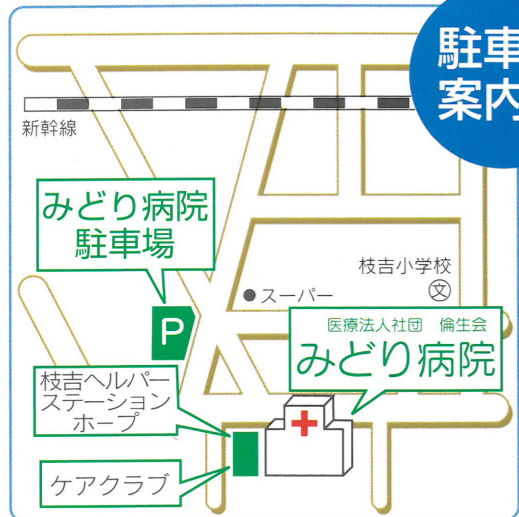 駐車
案内
新幹線
みどり病院
駐車場
枝吉小学校
文
スーパー
P
医療法人社団 倫生会
みどり病院
枝吉ヘルパー
ステーション
ホープ
ケアクラブ